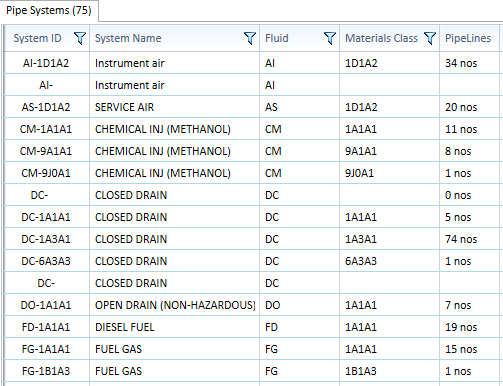 Pipe Systems (75)
System ID System Name Fluid Materials Class PipeLines
AI-1D1A2 Instrument air AI 1D1A2 34 nos
AI- Instrument air AI
AS-1D1A2 SERVICE AIR AS 1D1A2 20 nos
CM-1A1A1 CHEMICAL INJ (METHANOL) CM 1A1A1 11 nos
CM-9A1A1 CHEMICAL INJ (METHANOL) CM 9A1A1 8 nos
CM-9J0A1 CHEMICAL INJ (METHANOL) CM 9J0A1 1 nos
DC- CLOSED DRAIN DC 0 nos
DC-1A1A1 CLOSED DRAIN DC 1A1A1 5 nos
DC-1A3A1 CLOSED DRAIN DC 1A3A1 74 nos
DC-6A3A3 CLOSED DRAIN DC 6A3A3 1 nos
DC- CLOSED DRAIN DC
DO-1A1A1 OPEN DRAIN (NON-HAZARDOUS) DO 1A1A1 7 nos
FD-1A1A1 DIESEL FUEL FD 1A1A1 19 nos
FG-1A1A1 FUEL GAS FG 1A1A1 15 nos
FG-1B1A3 FUEL GAS FG 1B1A3 1 nos